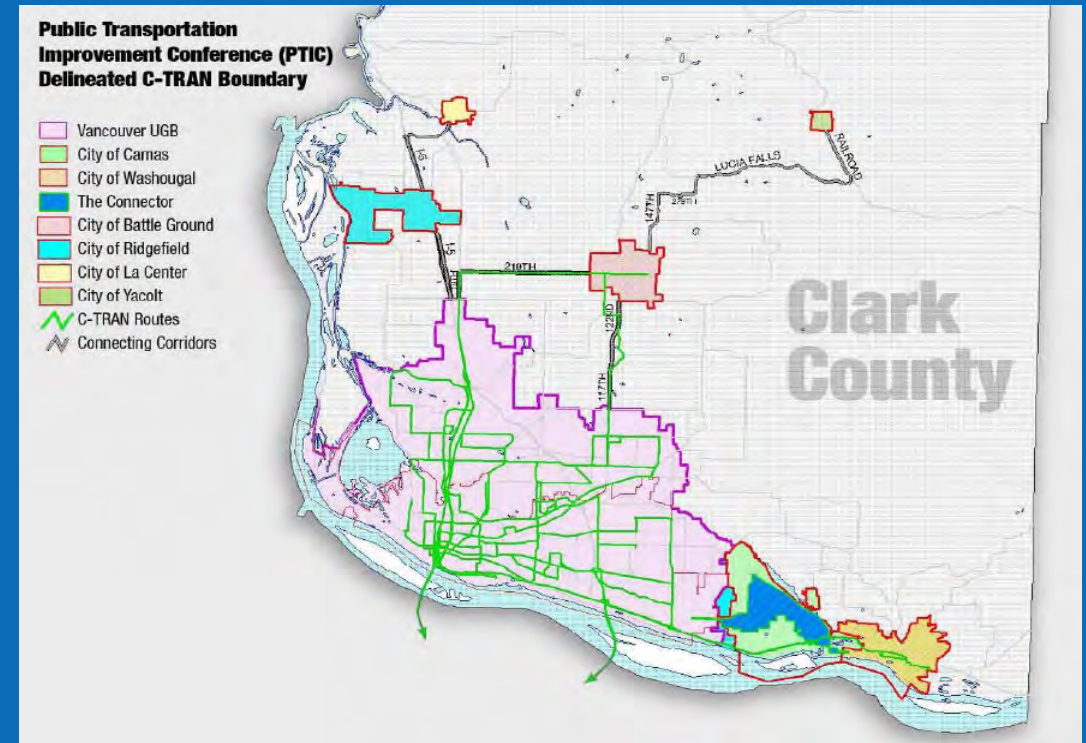 Public Transportation
Improvement Conference (PTIC)
Delineated C-TRAN Boundary
Vancouver UGB
City of Camas
City of Washougal
The Connector
City of Battle Ground
City of Ridgefield
City of La Center
City of Yacolt
C-TRAN Routes
Connecting Corridors
I-5
RAILROAD
LUCIA FALLS
147TH
I-5
219TH
122ND
117TH
Clark
County